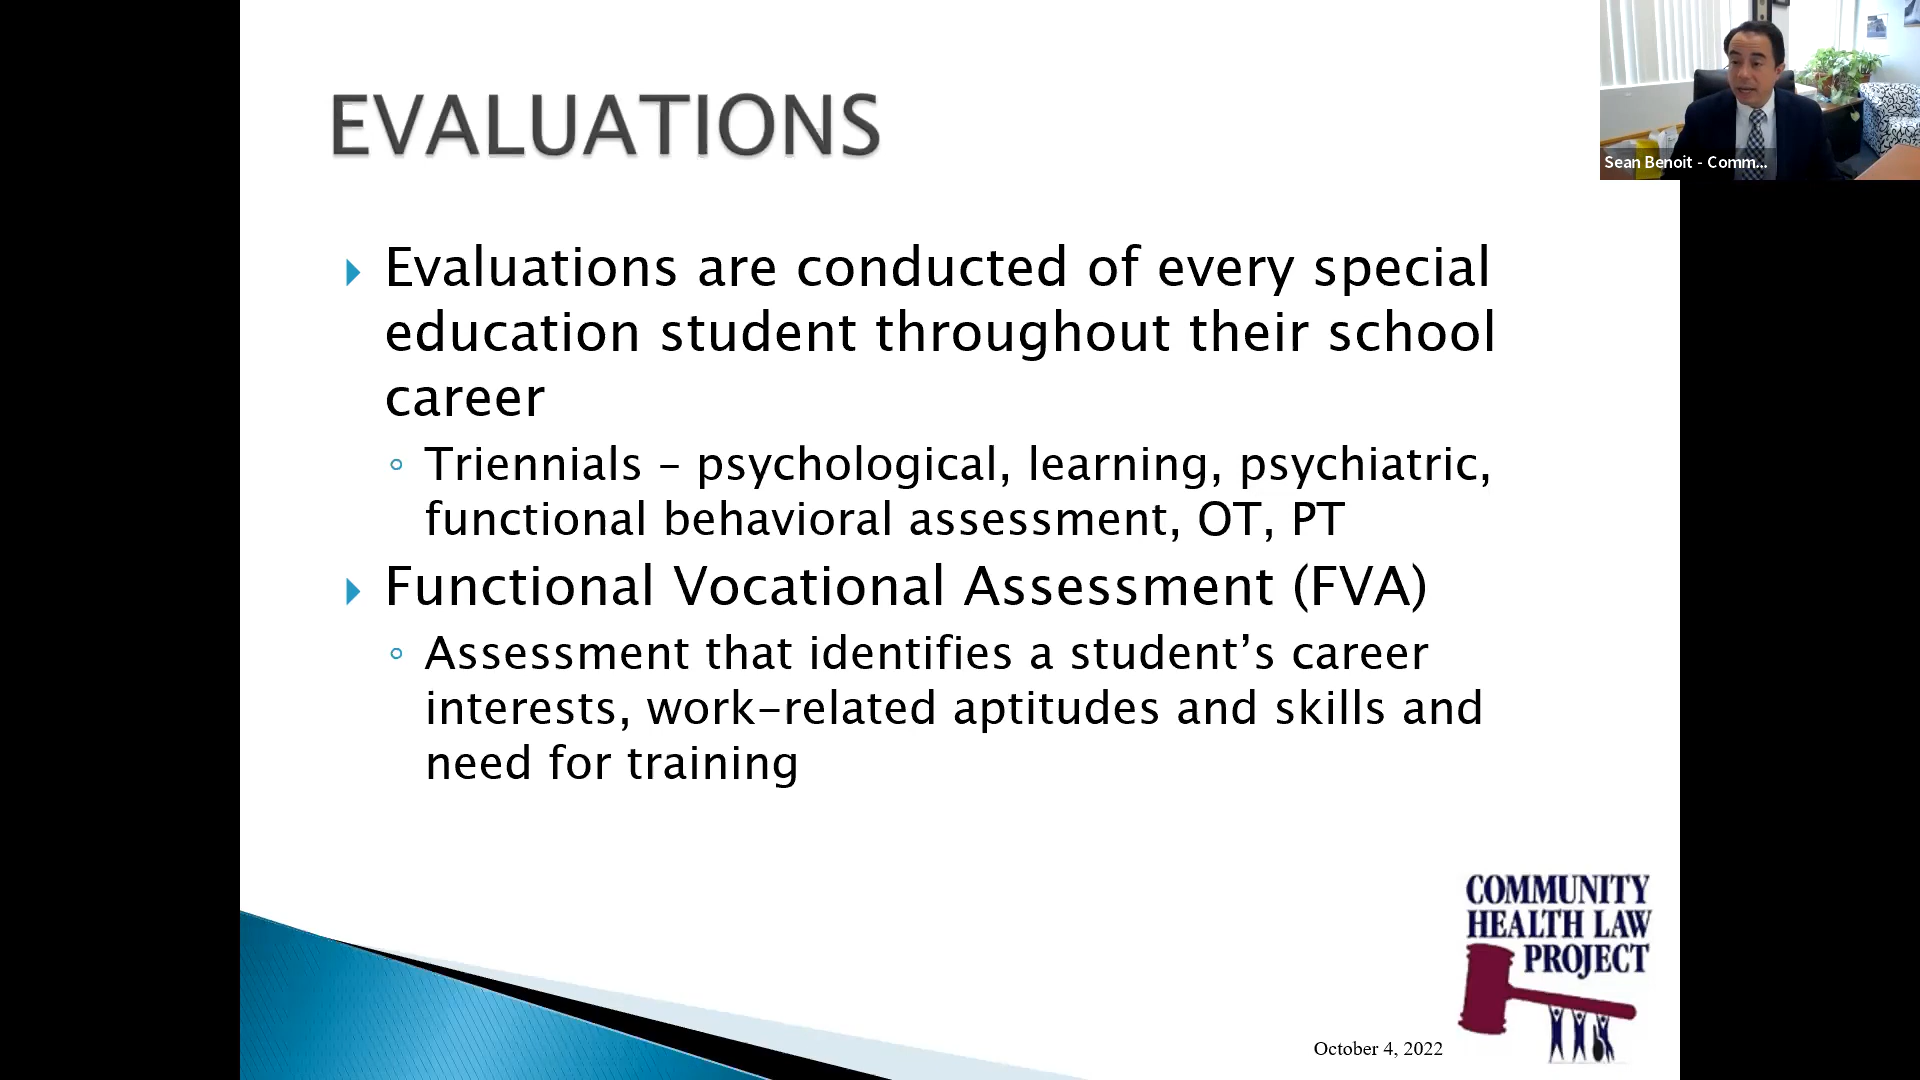 EVALUATIONS
Sean Benoit - Comm...
Evaluations are conducted of every special
education student throughout their school
career
Triennials – psychological, learning, psychiatric,
functional behavioral assessment, OT, PT
Functional Vocational Assessment (FVA)
Assessment that identifies a student’s career
interests, work-related aptitudes and skills and
need for training
COMMUNITY
HEALTH LAW
PROJECT
October 4, 2022